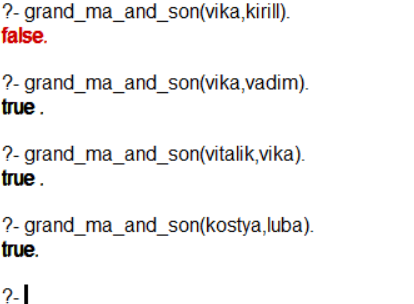 ?- grand_ma_and_son(vika,kirill).
false.
?- grand_ma_and_son(vika,vadim).
true .
?- grand_ma_and_son(vitalik,vika).
true .
?- grand_ma_and_son(kostya,luba).
true.
?-